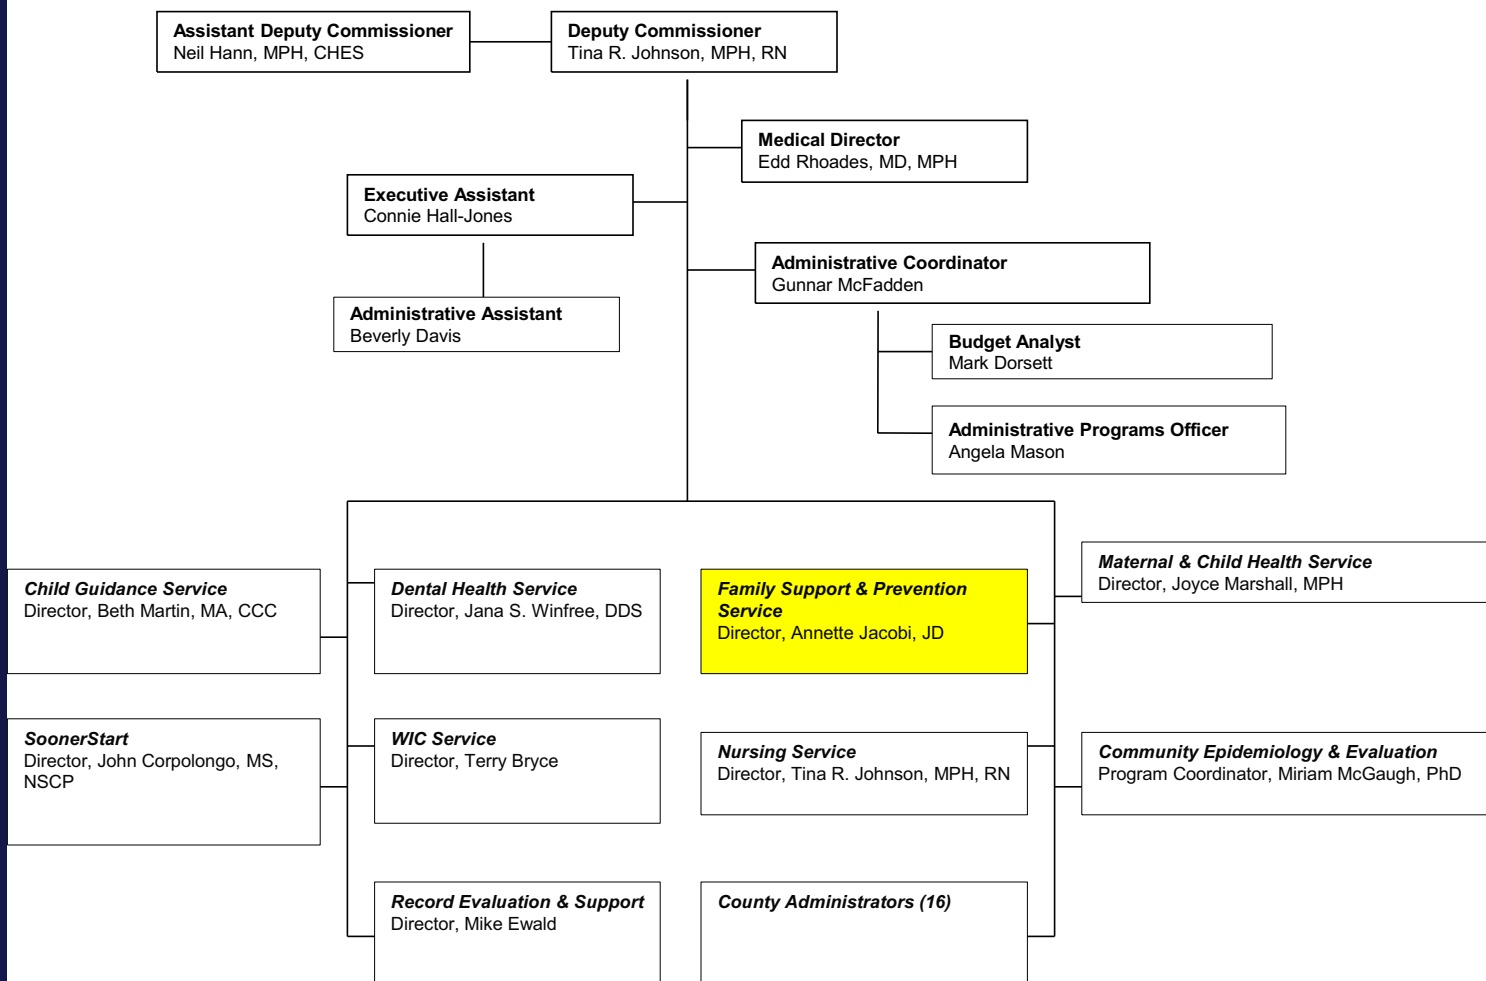 Assistant Deputy Commissioner
Neil Hann, MPH, CHES
Deputy Commissioner
Tina R. Johnson, MPH, RN
Medical Director
Edd Rhoades, MD, MPH
Executive Assistant
Connie Hall-Jones
Administrative Coordinator
Gunnar McFadden
Administrative Assistant
Beverly Davis
Budget Analyst
Mark Dorsett
Administrative Programs Officer
Angela Mason
Child Guidance Service
Director, Beth Martin, MA, CCC
Dental Health Service
Director, Jana S. Winfree, DDS
Family Support & Prevention
Service
Director, Annette Jacobi, JD
Maternal & Child Health Service
Director, Joyce Marshall, MPH
SoonerStart
Director, John Corpolongo, MS,
NSCP
WIC Service
Director, Terry Bryce
Nursing Service
Director, Tina R. Johnson, MPH, RN
Community Epidemiology & Evaluation
Program Coordinator, Miriam McGaugh, PhD
Record Evaluation & Support
Director, Mike Ewald
County Administrators (16)